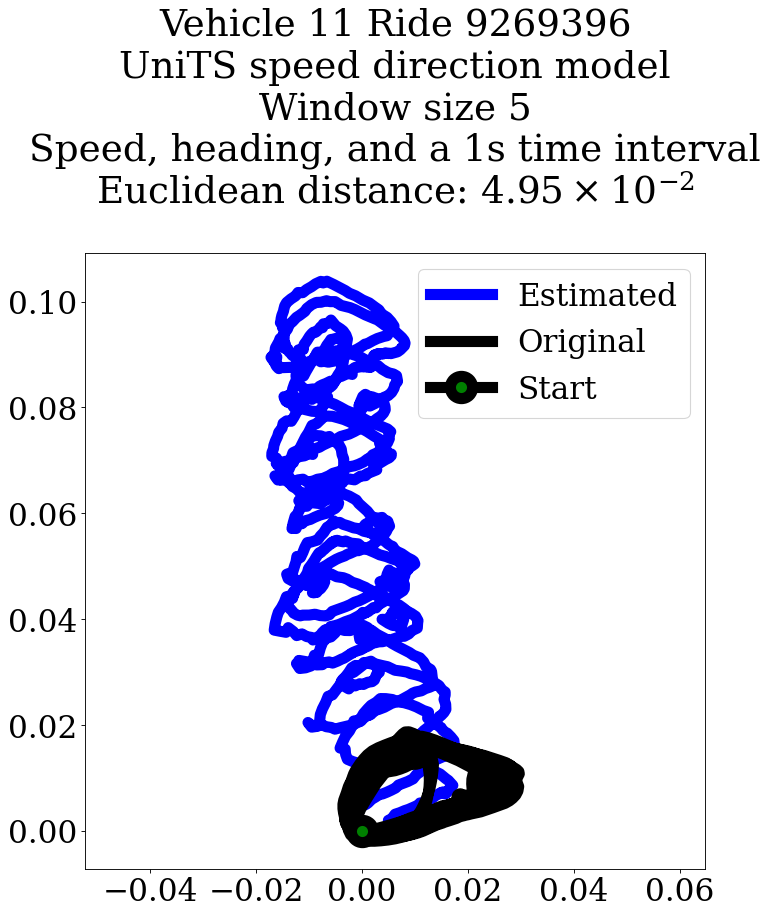 Vehicle 11 Ride 9269396
UniTS speed direction model
Window size 5
Speed, heading, and a 1s time interval
Euclidean distance: 4.95 × 10⁻²
Estimated
Original
Start
0.10
0.08
0.06
0.04
0.02
0.00
−0.04 −0.02 0.00 0.02 0.04 0.06